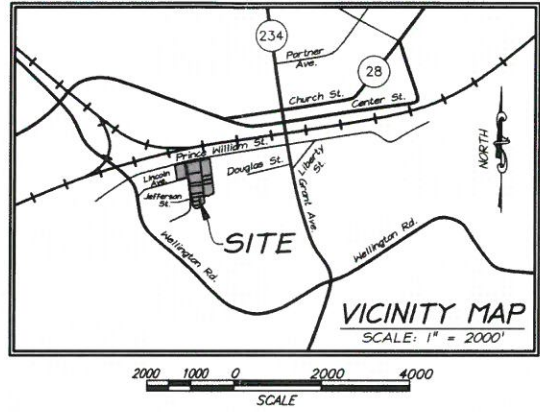 234
Partner
Ave.
28
Church St.
Center St.
Prince William St.
Douglas St.
Liberty
St.
Lincoln
Ave.
Jefferson
St.
Grant Ave.
NORTH
SITE
Wellington Rd.
Wellington Rd.
VICINITY MAP
SCALE: 1" = 2000'
2000 1000 0 2000 4000
SCALE